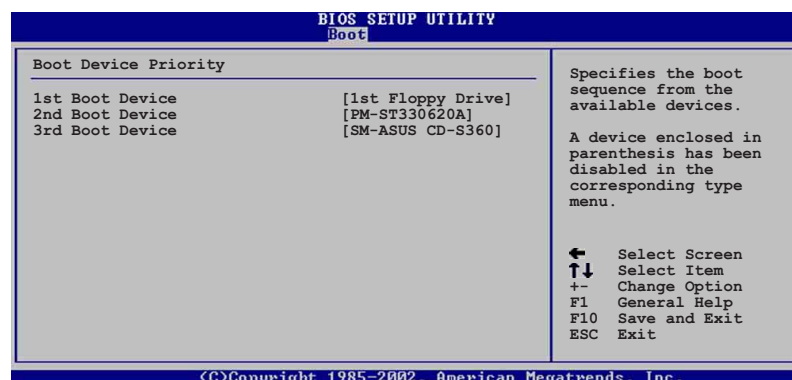 BIOS SETUP UTILITY
Boot
Boot Device Priority
1st Boot Device [1st Floppy Drive]
2nd Boot Device [PM-ST330620A]
3rd Boot Device [SM-ASUS CD-S360]
Specifies the boot
sequence from the
available devices.
A device enclosed in
parenthesis has been
disabled in the
corresponding type
menu.
← Select Screen
↑↓ Select Item
+- Change Option
F1 General Help
F10 Save and Exit
ESC Exit
(C)Copyright 1985-2002, American Megatrends, Inc.